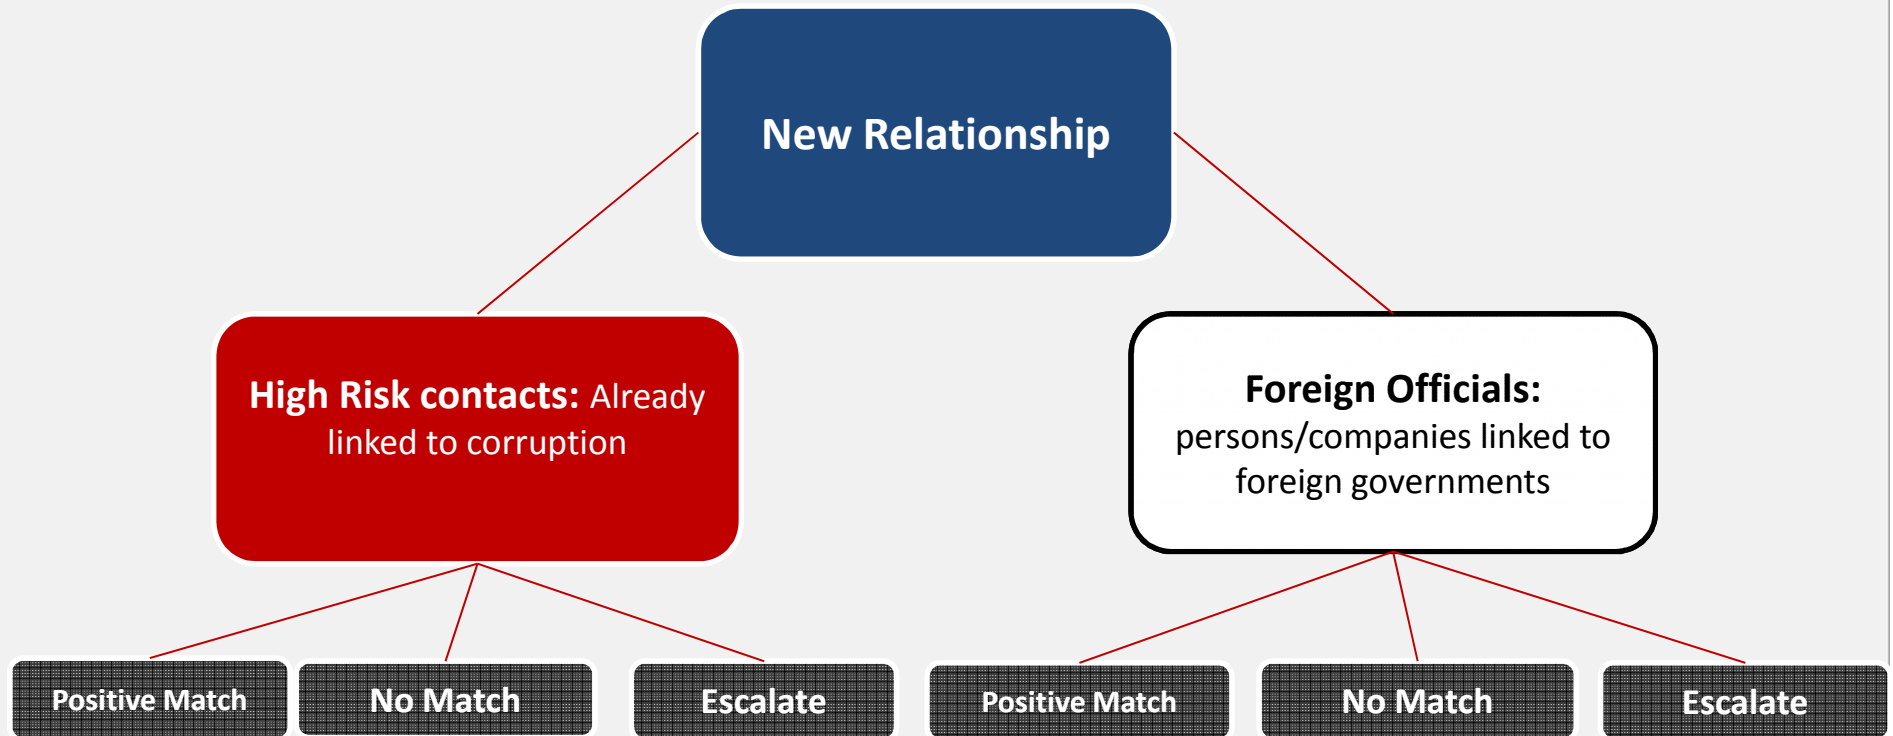 New Relationship
High Risk contacts: Already
linked to corruption
Foreign Officials:
persons/companies linked to
foreign governments
Positive Match
No Match
Escalate
Positive Match
No Match
Escalate